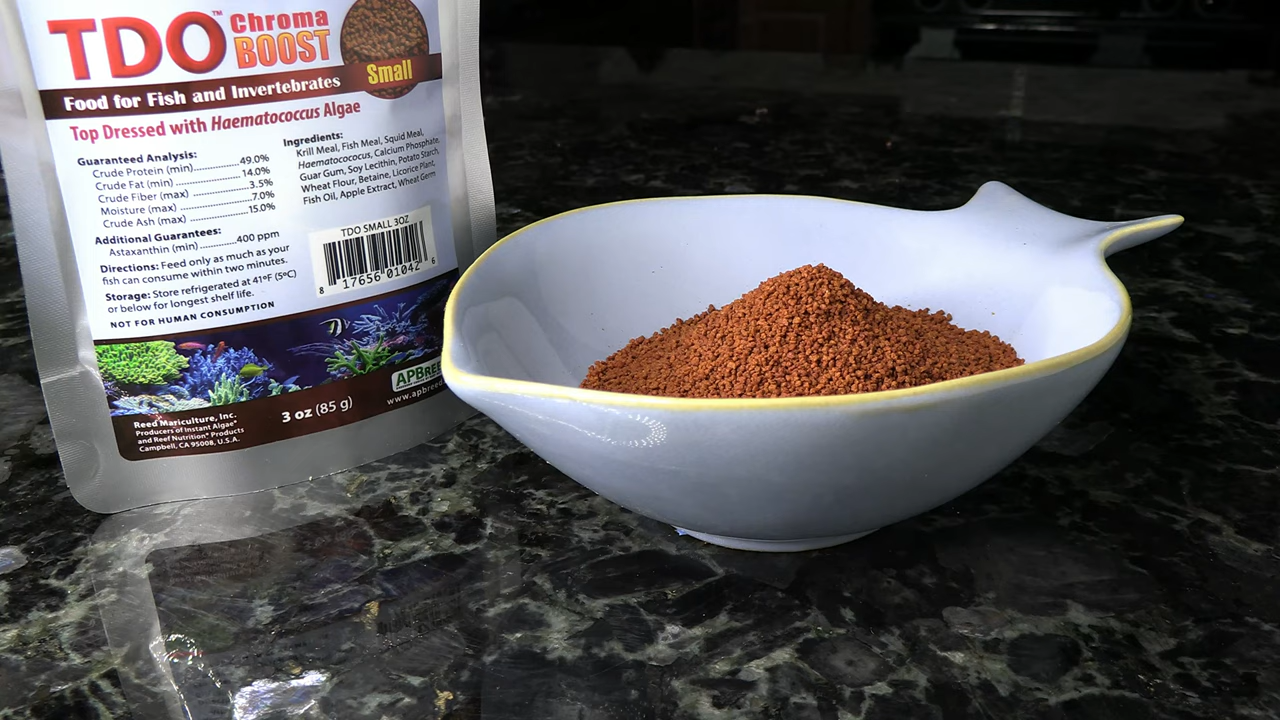 TDO™ Chroma
BOOST
Small
Food for Fish and Invertebrates
Top Dressed with Haematococcus Algae
Guaranteed Analysis:
Crude Protein (min)..............49.0%
Crude Fat (min) ....................14.0%
Crude Fiber (max) .................3.5%
Moisture (max) ......................7.0%
Crude Ash (max) ..................15.0%
Additional Guarantees:
Astaxanthin (min) ...........400 ppm
Directions: Feed only as much as your
fish can consume within two minutes.
Storage: Store refrigerated at 41°F (5°C)
or below for longest shelf life.
NOT FOR HUMAN CONSUMPTION
Ingredients:
Krill Meal, Fish Meal, Squid Meal,
Haematococcus, Calcium Phosphate,
Guar Gum, Soy Lecithin, Potato Starch,
Wheat Flour, Betaine, Licorice Plant,
Fish Oil, Apple Extract, Wheat Germ
TDO SMALL 3OZ
8 17656 01042 6
Reed Mariculture, Inc.
Producers of Instant Algae®
and Reef Nutrition® Products
Campbell, CA 95008, U.S.A.
3 oz (85 g)